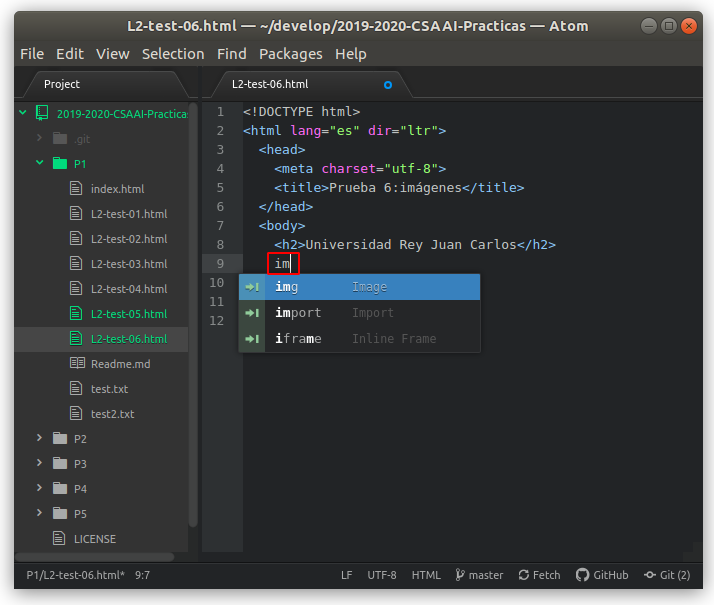 L2-test-06.html — ~/develop/2019-2020-CSAAI-Practicas — Atom
File Edit View Selection Find Packages Help
Project
2019-2020-CSAAI-Practicas
.git
P1
index.html
L2-test-01.html
L2-test-02.html
L2-test-03.html
L2-test-04.html
L2-test-05.html
L2-test-06.html
Readme.md
test.txt
test2.txt
P2
P3
P4
P5
LICENSE
L2-test-06.html
1 <!DOCTYPE html>
2 <html lang="es" dir="ltr">
3 <head>
4 <meta charset="utf-8">
5 <title>Prueba 6:imágenes</title>
6 </head>
7 <body>
8 <h2>Universidad Rey Juan Carlos</h2>
9 im
10
11
12
img Image
import Import
iframe Inline Frame
P1/L2-test-06.html* 9:7 LF UTF-8 HTML master Fetch GitHub Git (2)